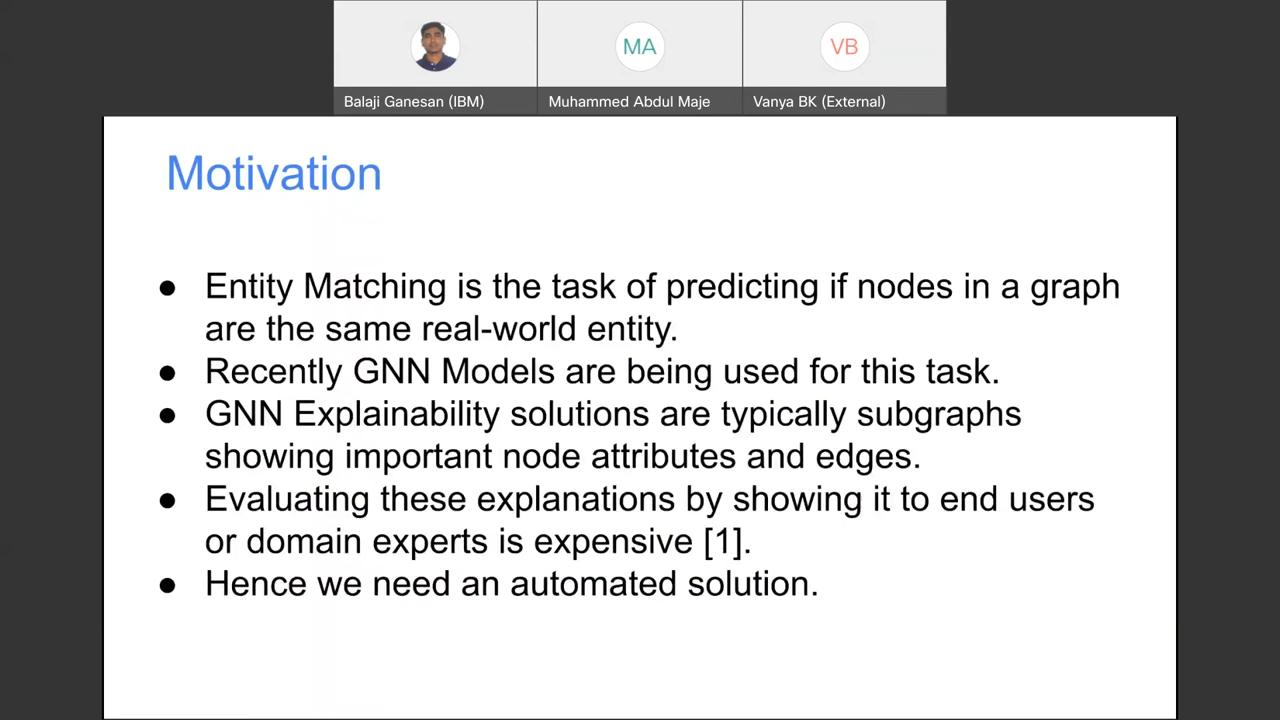 MA
VB
Balaji Ganesan (IBM)
Muhammed Abdul Maje
Vanya BK (External)
Motivation
● Entity Matching is the task of predicting if nodes in a graph
are the same real-world entity.
● Recently GNN Models are being used for this task.
● GNN Explainability solutions are typically subgraphs
showing important node attributes and edges.
● Evaluating these explanations by showing it to end users
or domain experts is expensive [1].
● Hence we need an automated solution.